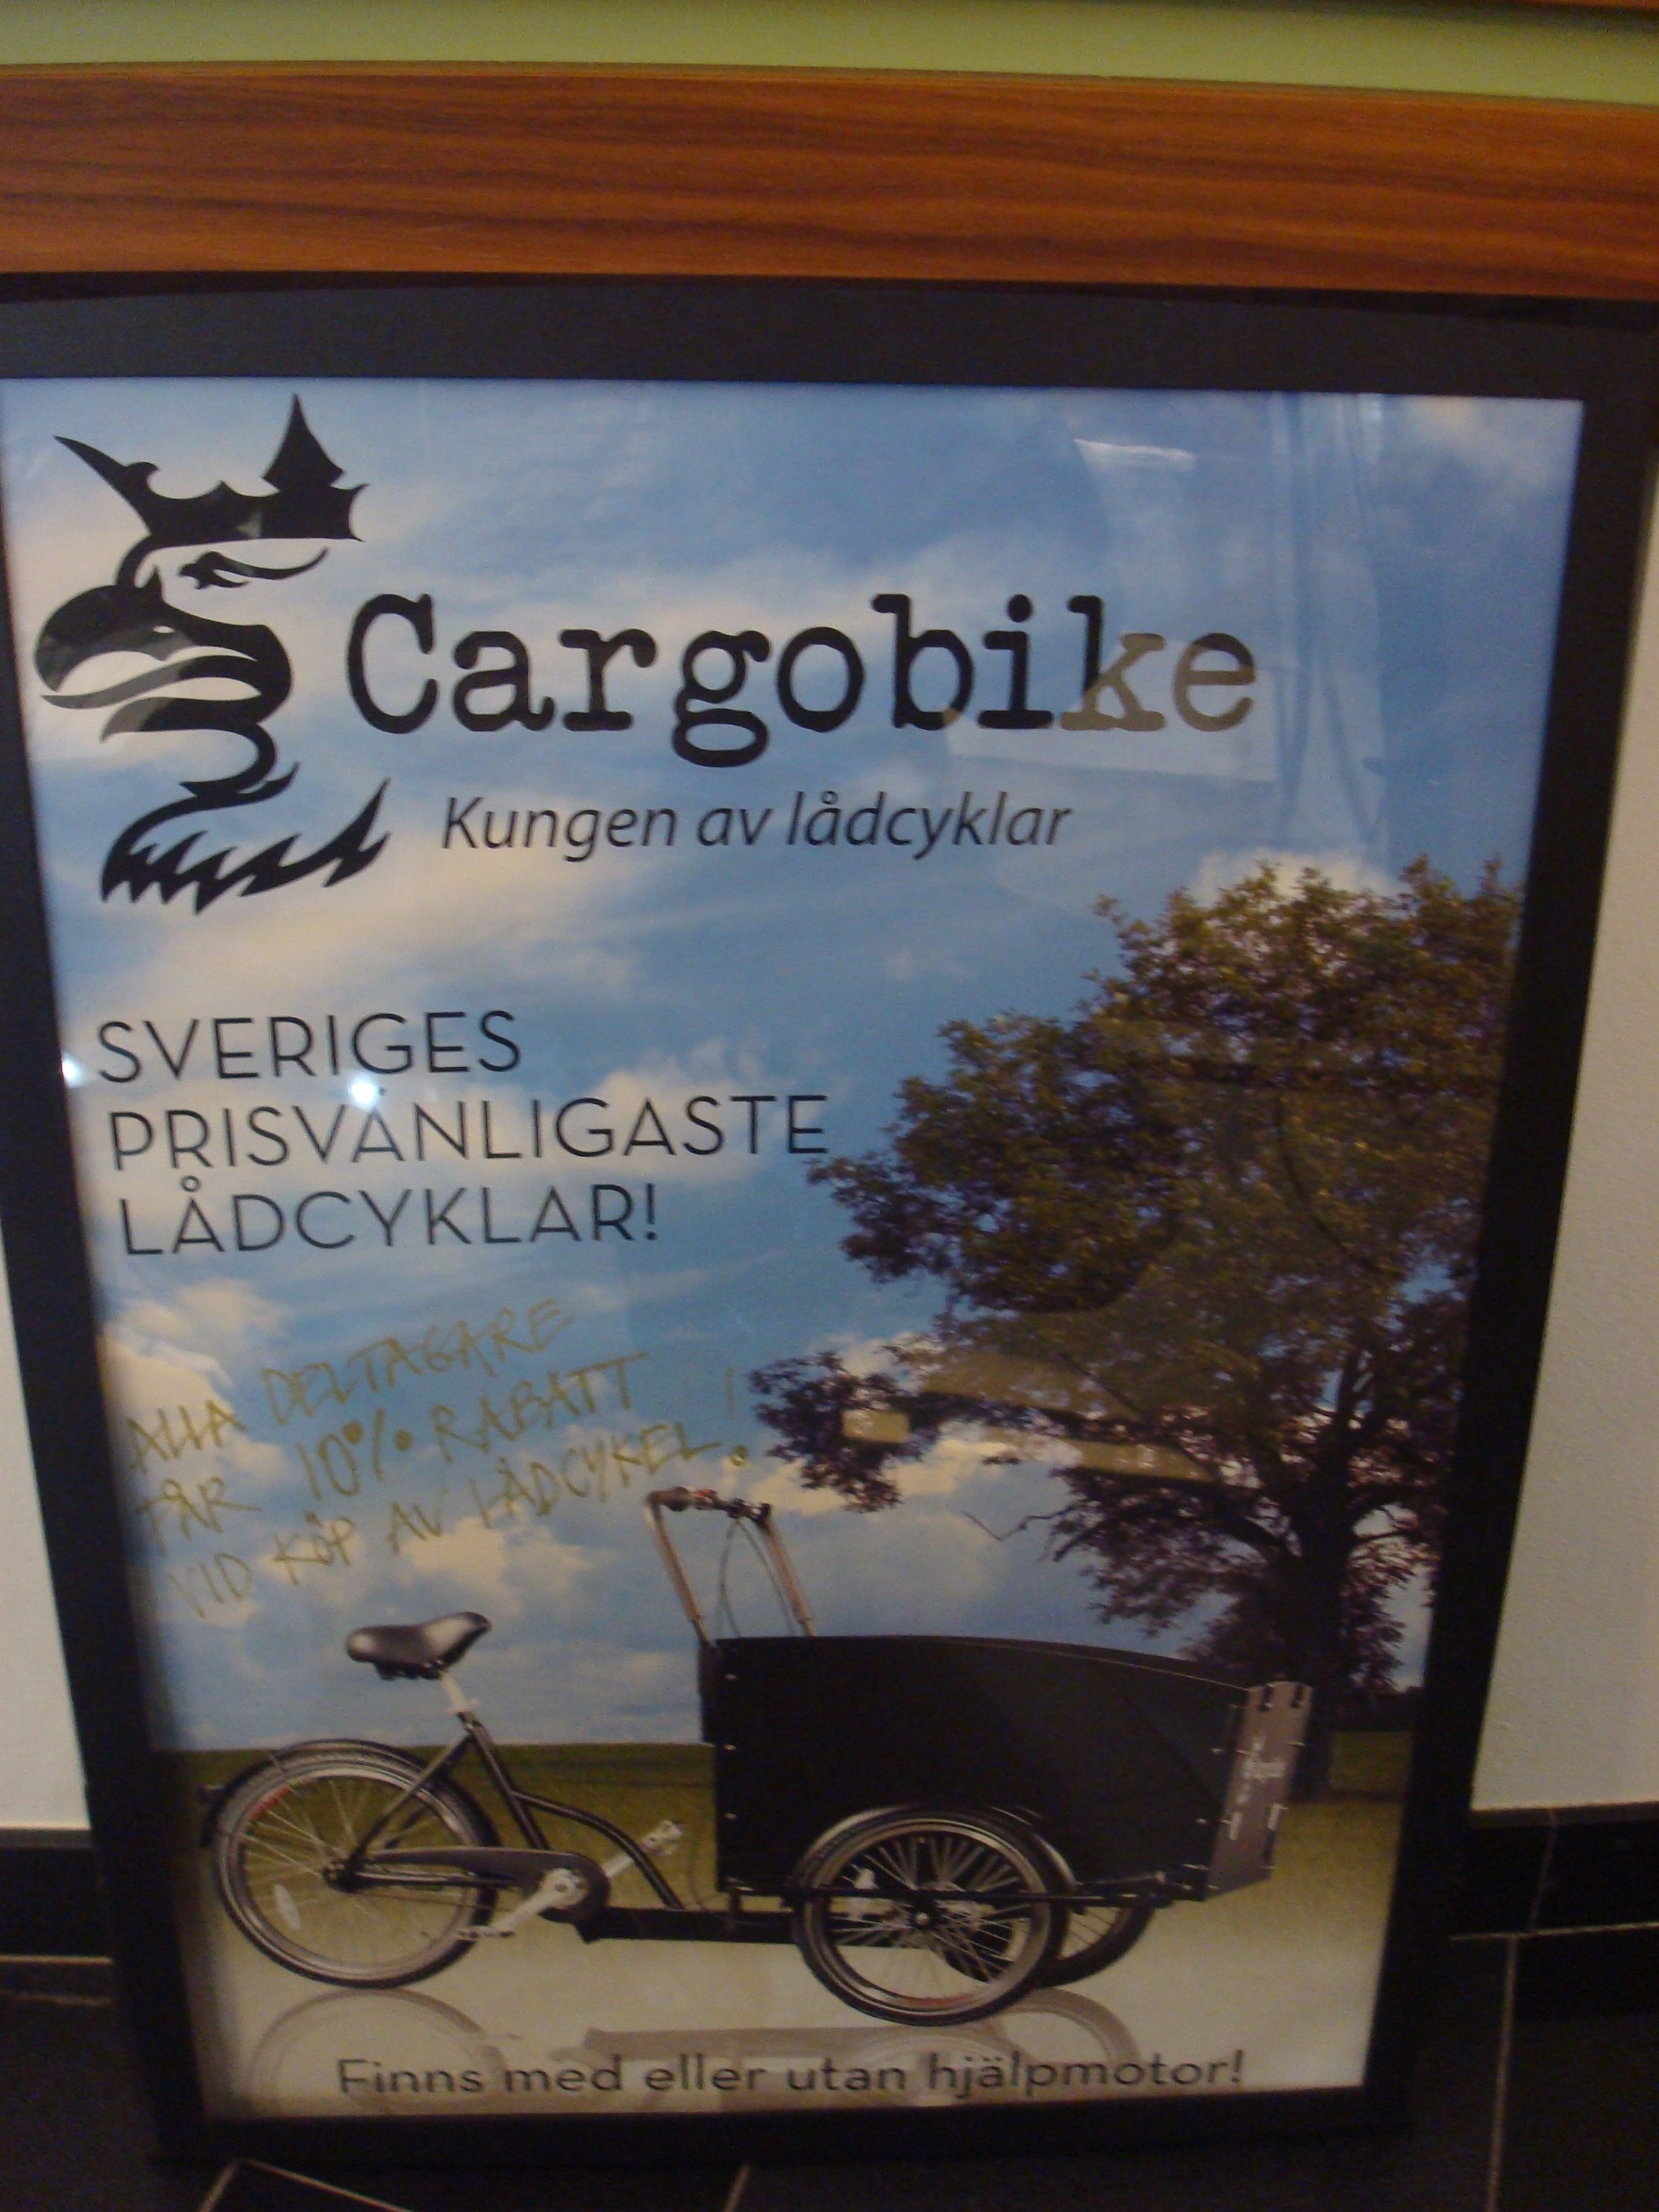 Cargobike
Kungen av lådcyklar
SVERIGES
PRISVÄNLIGASTE
LÅDCYKLAR!
ALLA DELTAGARE
FÅR 10% RABATT
VID KÖP AV LÅDCYKEL!
Finns med eller utan hjälpmotor!